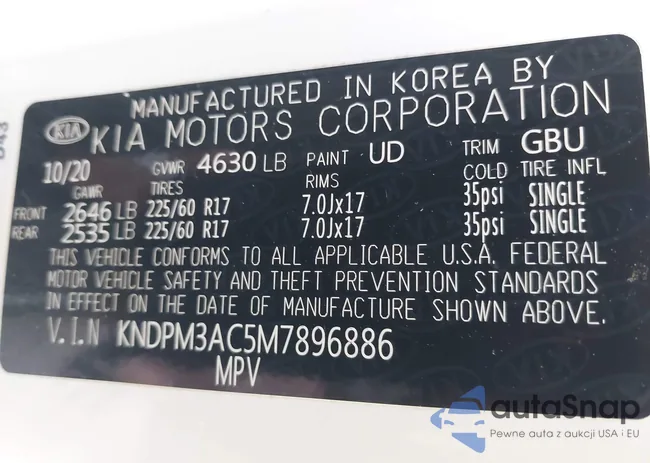 MANUFACTURED IN KOREA BY
KIA KIA MOTORS CORPORATION
10/20 GVWR 4630 LB PAINT UD TRIM GBU
GAWR TIRES RIMS COLD TIRE INFL
FRONT 2646 LB 225/60 R17 7.0Jx17 35psi SINGLE
REAR 2535 LB 225/60 R17 7.0Jx17 35psi SINGLE
THIS VEHICLE CONFORMS TO ALL APPLICABLE U.S.A. FEDERAL
MOTOR VEHICLE SAFETY AND THEFT PREVENTION STANDARDS
IN EFFECT ON THE DATE OF MANUFACTURE SHOWN ABOVE.
V.I.N KNDPM3AC5M7896886
MPV
autoSnap
Pewne auta z aukcji USA i EU